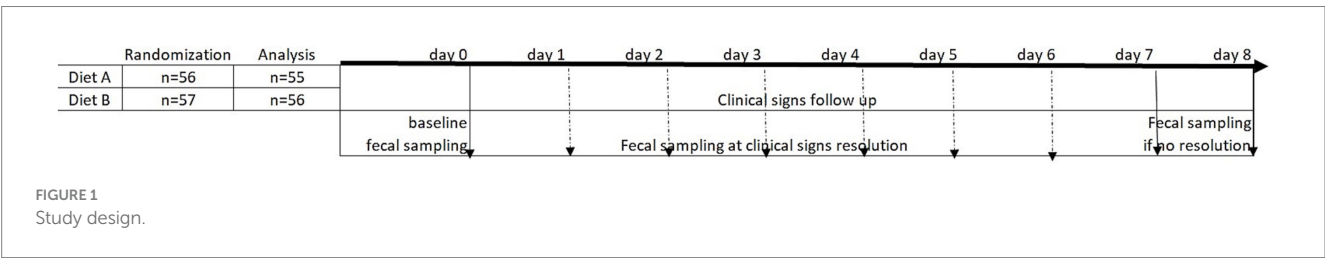 Randomization Analysis day 0 day 1 day 2 day 3 day 4 day 5 day 6 day 7 day 8
Diet A n=56 n=55
Diet B n=57 n=56 Clinical signs follow up
baseline Fecal sampling
fecal sampling Fecal sampling at clinical signs resolution if no resolution
FIGURE 1
Study design.